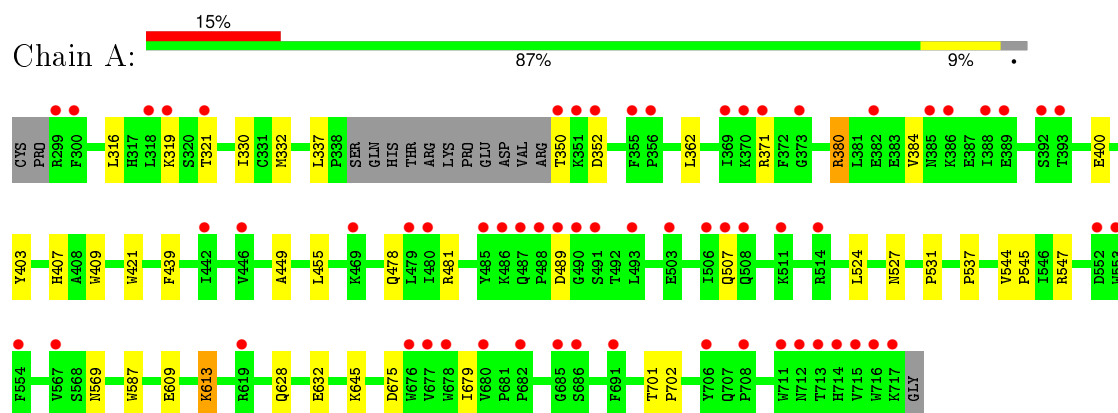 15%
Chain A:
87% 9% •
CYS PRO R299 F300 L316 H317 L318 K319 S320 T321 I330 C331 M332 L337 P338 SER GLN HIS THR ARG LYS PRO GLU ASP VAL ARG T350 K351 D352 F355 P356 L362 I369 K370 R371 F372 G373 R380 L381 E382 E383 V384 N385 K386 E387 I388 E389 S392 T393 E400
Y403 H407 A408 W409 W421 F439 I442 V446 A449 L455 K469 Q478 L479 I480 R481 Y485 K486 Q487 P488 D489 G490 S491 T492 L493 E503 I506 Q507 Q508 K511 R514 L524 N527 P531 P537 V544 P545 I546 R547 D552 W553
F554 V567 S568 N569 W587 E609 K613 R619 Q628 E632 K645 D675 W676 V677 W678 I679 V680 P681 P682 G685 S686 F691 T701 P702 Y706 Q707 P708 W711 N712 T713 H714 V715 W716 K717 GLY